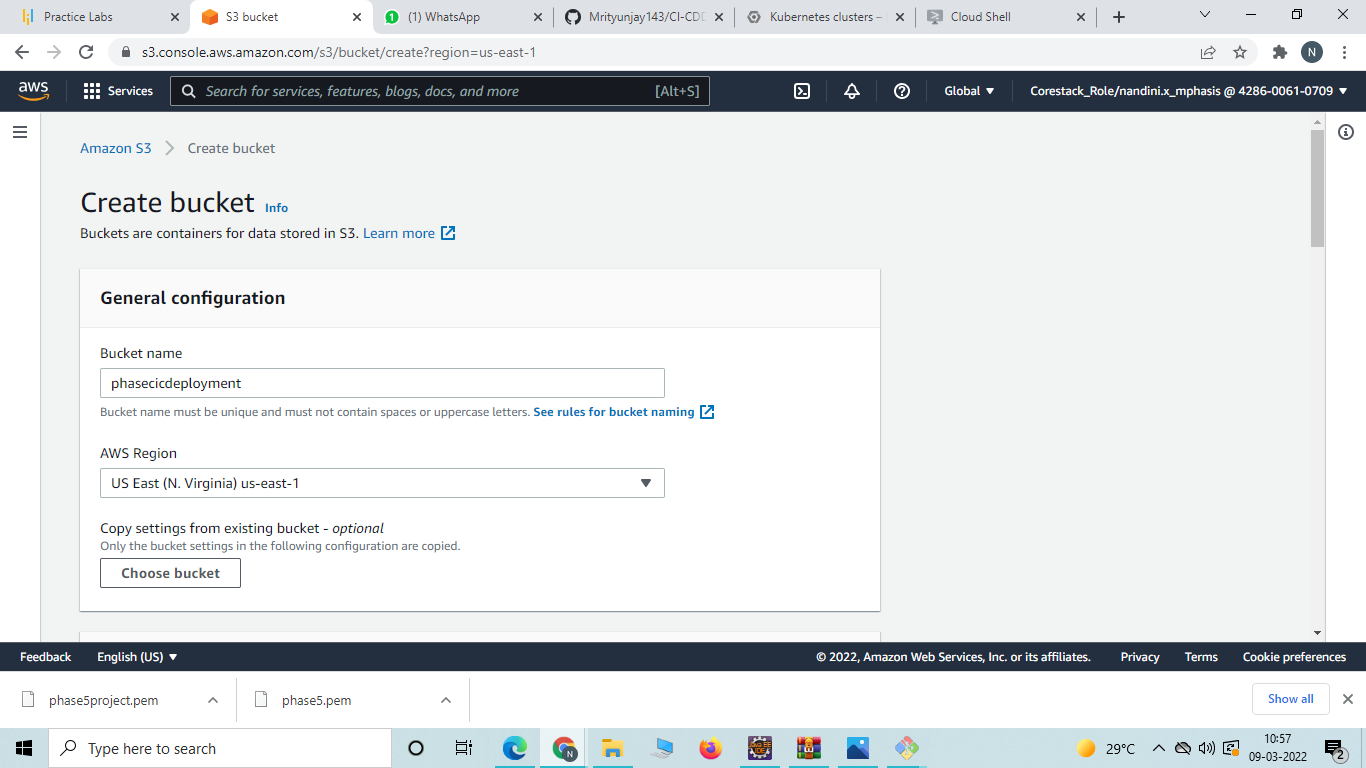 Practice Labs
S3 bucket
(1) WhatsApp
Mrityunjay143/CI-CD
Kubernetes clusters –
Cloud Shell
s3.console.aws.amazon.com/s3/bucket/create?region=us-east-1
N
aws
Services
Search for services, features, blogs, docs, and more
[Alt+S]
Global
Corestack_Role/nandini.x_mphasis @ 4286-0061-0709
Amazon S3
Create bucket
Create bucket Info
Buckets are containers for data stored in S3. Learn more
General configuration
Bucket name
phasecicdeployment
Bucket name must be unique and must not contain spaces or uppercase letters. See rules for bucket naming
AWS Region
US East (N. Virginia) us-east-1
Copy settings from existing bucket - optional
Only the bucket settings in the following configuration are copied.
Choose bucket
Feedback
English (US)
© 2022, Amazon Web Services, Inc. or its affiliates.
Privacy
Terms
Cookie preferences
phase5project.pem
phase5.pem
Show all
Type here to search
N
29°C
10:57
09-03-2022
2